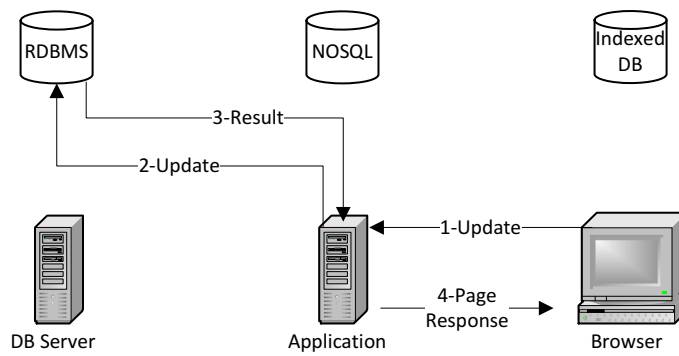 RDBMS
NOSQL
Indexed
DB
3-Result
2-Update
1-Update
4-Page
Response
DB Server
Application
Browser